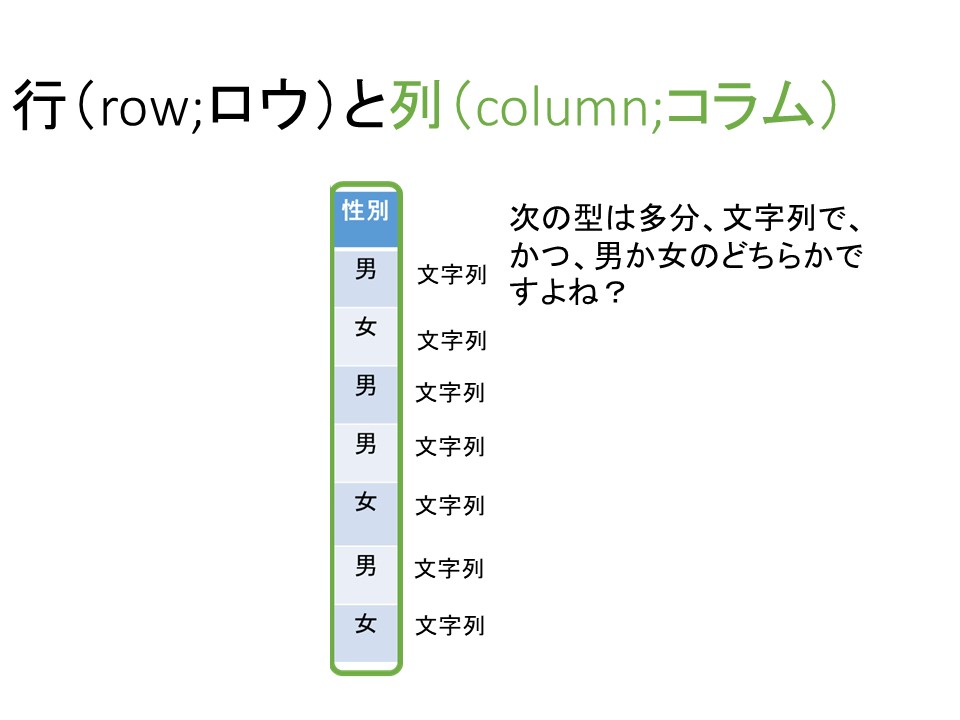 行（row;ロウ）と列（column;コラム）
性別
男 文字列
女 文字列
男 文字列
男 文字列
女 文字列
男 文字列
女 文字列
次の型は多分、文字列で、
かつ、男か女のどちらかで
すよね？